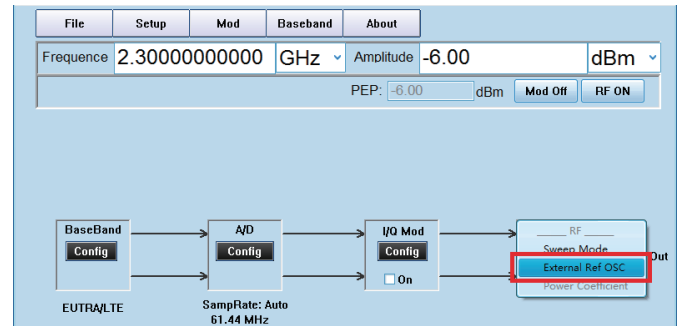 File Setup Mod Baseband About
Frequence 2.30000000000 GHz Amplitude -6.00 dBm
PEP: -6.00 dBm Mod Off RF ON
BaseBand A/D I/Q Mod RF
Config Config Config Sweep Mode Out
On External Ref OSC
Power Coefficient
EUTRA/LTE SampRate: Auto
61.44 MHz